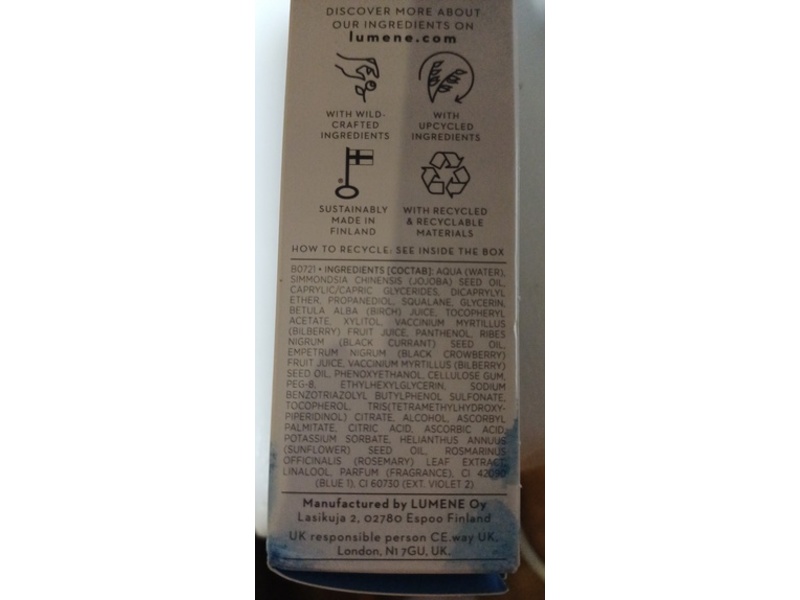 DISCOVER MORE ABOUT
OUR INGREDIENTS ON
lumene.com
WITH WILD-
CRAFTED
INGREDIENTS
WITH
UPCYCLED
INGREDIENTS
SUSTAINABLY
MADE IN
FINLAND
WITH RECYCLED
& RECYCLABLE
MATERIALS
HOW TO RECYCLE: SEE INSIDE THE BOX
B0721 • INGREDIENTS [СОСТАВ]: AQUA (WATER),
SIMMONDSIA CHINENSIS (JOJOBA) SEED OIL,
CAPRYLIC/CAPRIC GLYCERIDES, DICAPRYLYL
ETHER, PROPANEDIOL, SQUALANE, GLYCERIN,
BETULA ALBA (BIRCH) JUICE, TOCOPHERYL
ACETATE, XYLITOL, VACCINIUM MYRTILLUS
(BILBERRY) FRUIT JUICE, PANTHENOL, RIBES
NIGRUM (BLACK CURRANT) SEED OIL,
EMPETRUM NIGRUM (BLACK CROWBERRY)
FRUIT JUICE, VACCINIUM MYRTILLUS (BILBERRY)
SEED OIL, PHENOXYETHANOL, CELLULOSE GUM,
PEG-8, ETHYLHEXYLGLYCERIN, SODIUM
BENZOTRIAZOLYL BUTYLPHENOL SULFONATE,
TOCOPHEROL, TRIS(TETRAMETHYLHYDROXY-
PIPERIDINOL) CITRATE, ALCOHOL, ASCORBYL
PALMITATE, CITRIC ACID, ASCORBIC ACID,
POTASSIUM SORBATE, HELIANTHUS ANNUUS
(SUNFLOWER) SEED OIL, ROSMARINUS
OFFICINALIS (ROSEMARY) LEAF EXTRACT,
LINALOOL, PARFUM (FRAGRANCE), CI 42090
(BLUE 1), CI 60730 (EXT. VIOLET 2)
Manufactured by LUMENE Oy
Lasikuja 2, 02780 Espoo Finland
UK responsible person CE.way UK.
London, N1 7GU, UK.